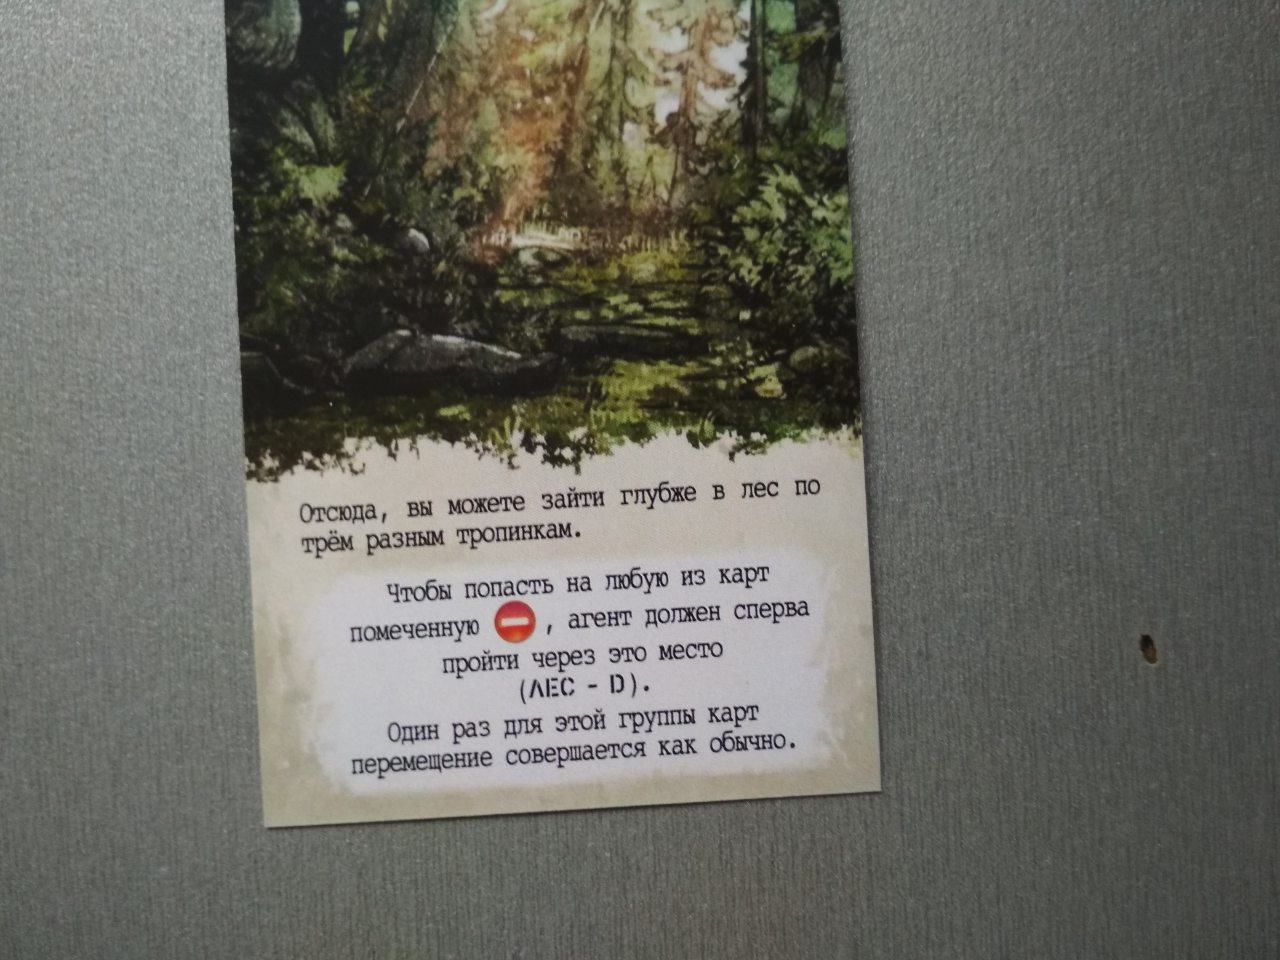 Отсюда, вы можете зайти глубже в лес по
трём разным тропинкам.
Чтобы попасть на любую из карт
помеченную , агент должен сперва
пройти через это место
(ЛЕС - D).
Один раз для этой группы карт
перемещение совершается как обычно.